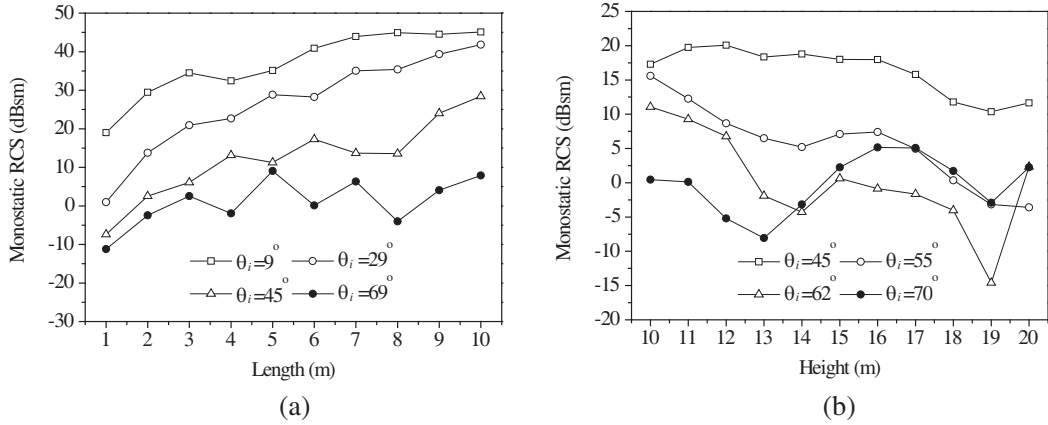 50
40
30
20
10
0
-10
-20
-30
Monostatic RCS (dBsm)
θi=9° θi=29°
θi=45° θi=69°
1 2 3 4 5 6 7 8 9 10
Length (m)
(a)
25
20
15
10
5
0
-5
-10
-15
-20
Monostatic RCS (dBsm)
θi=45° θi=55°
θi=62° θi=70°
10 11 12 13 14 15 16 17 18 19 20
Height (m)
(b)